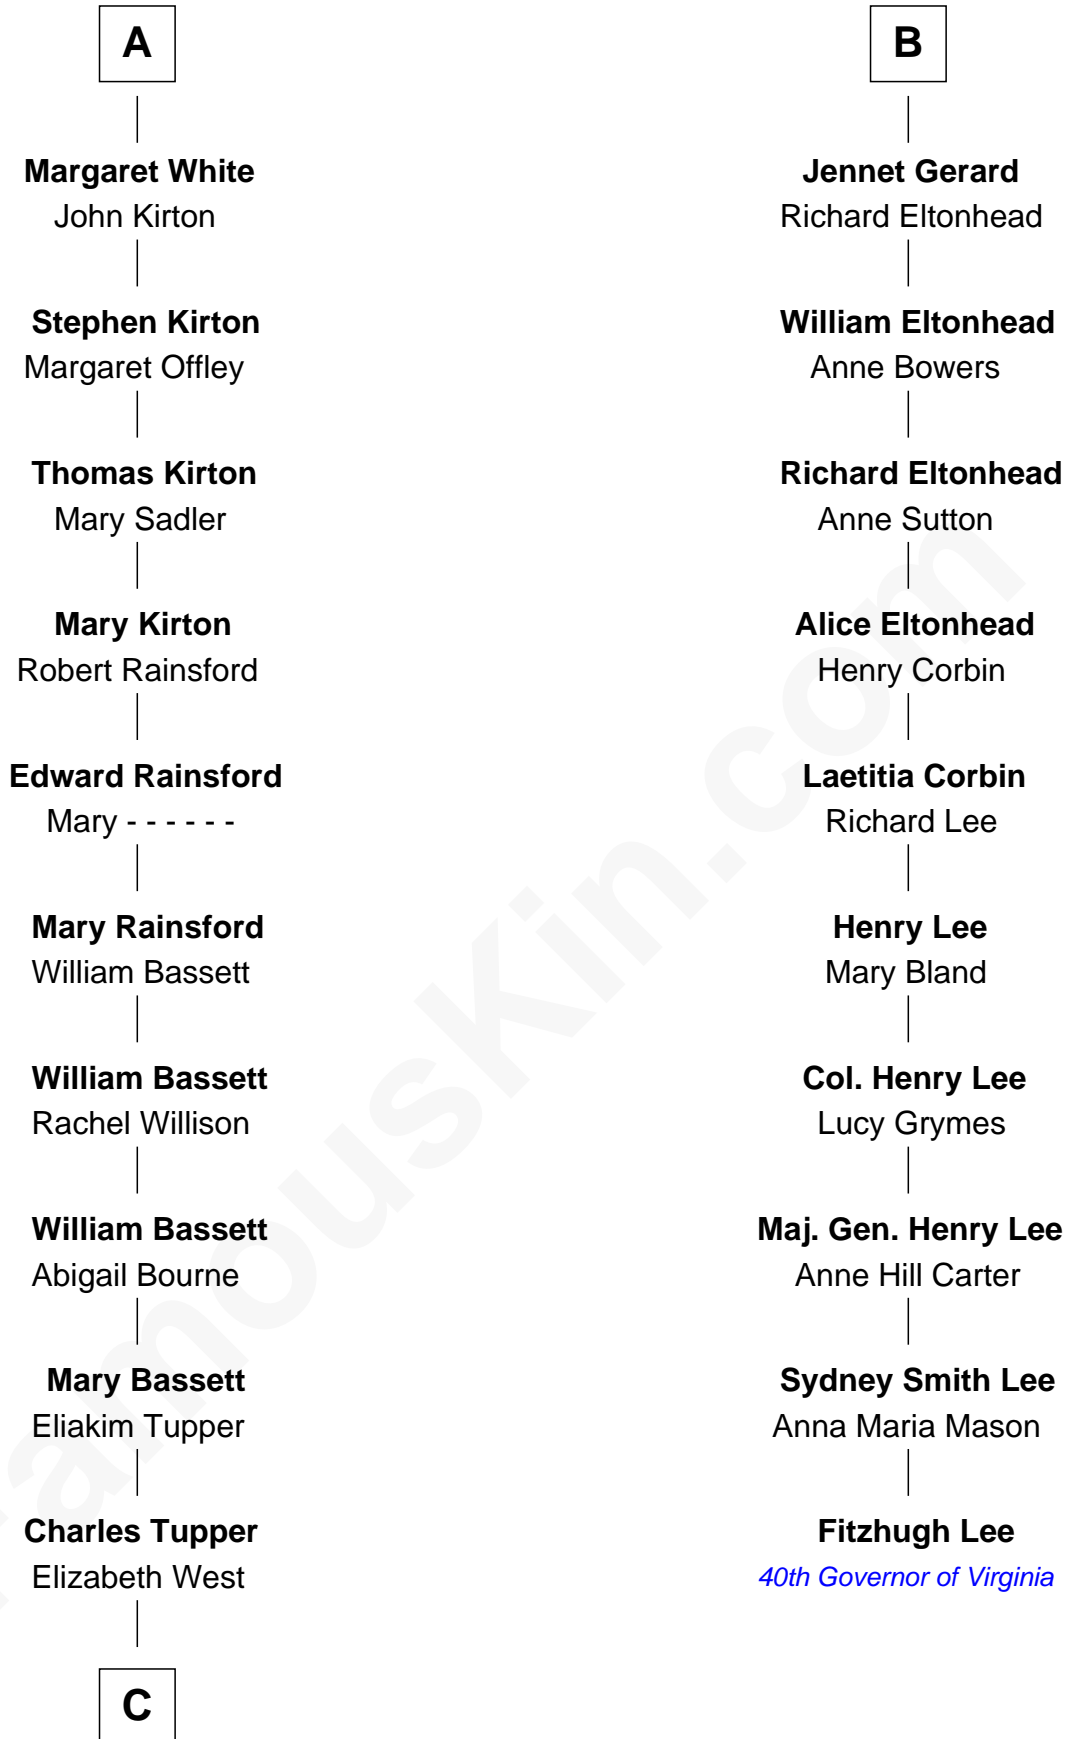 A
Margaret White
John Kirton
Stephen Kirton
Margaret Offley
Thomas Kirton
Mary Sadler
Mary Kirton
Robert Rainsford
Edward Rainsford
Mary - - - - - -
Mary Rainsford
William Bassett
William Bassett
Rachel Willison
William Bassett
Abigail Bourne
Mary Bassett
Eliakim Tupper
Charles Tupper
Elizabeth West
C
B
Jennet Gerard
Richard Eltonhead
William Eltonhead
Anne Bowers
Richard Eltonhead
Anne Sutton
Alice Eltonhead
Henry Corbin
Laetitia Corbin
Richard Lee
Henry Lee
Mary Bland
Col. Henry Lee
Lucy Grymes
Maj. Gen. Henry Lee
Anne Hill Carter
Sydney Smith Lee
Anna Maria Mason
Fitzhugh Lee
40th Governor of Virginia
FamousKin.com